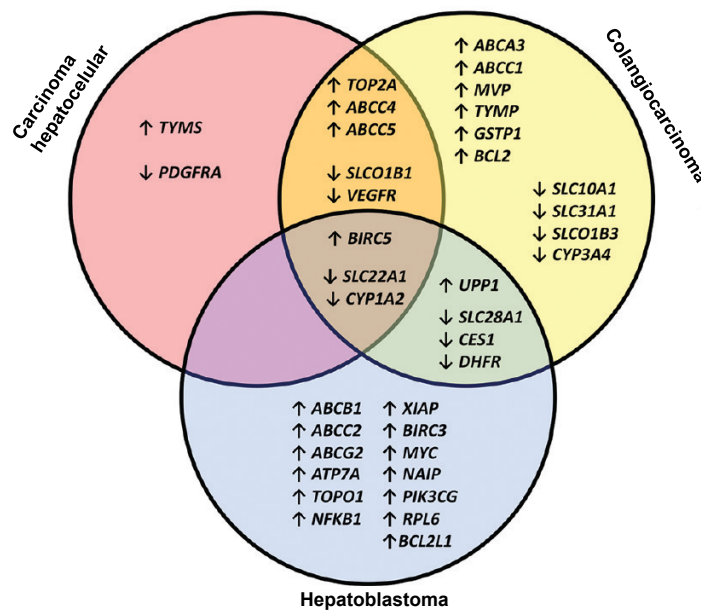 Carcinoma
hepatocelular
Colangiocarcinoma
↑ TYMS
↓ PDGFRA
↑ TOP2A
↑ ABCC4
↑ ABCC5
↓ SLCO1B1
↓ VEGFR
↑ ABCA3
↑ ABCC1
↑ MVP
↑ TYMP
↑ GSTP1
↑ BCL2
↓ SLC10A1
↓ SLC31A1
↓ SLCO1B3
↓ CYP3A4
↑ BIRC5
↓ SLC22A1
↓ CYP1A2
↑ UPP1
↓ SLC28A1
↓ CES1
↓ DHFR
↑ ABCB1
↑ ABCC2
↑ ABCG2
↑ ATP7A
↑ TOPO1
↑ NFKB1
↑ XIAP
↑ BIRC3
↑ MYC
↑ NAIP
↑ PIK3CG
↑ RPL6
↑BCL2L1
Hepatoblastoma